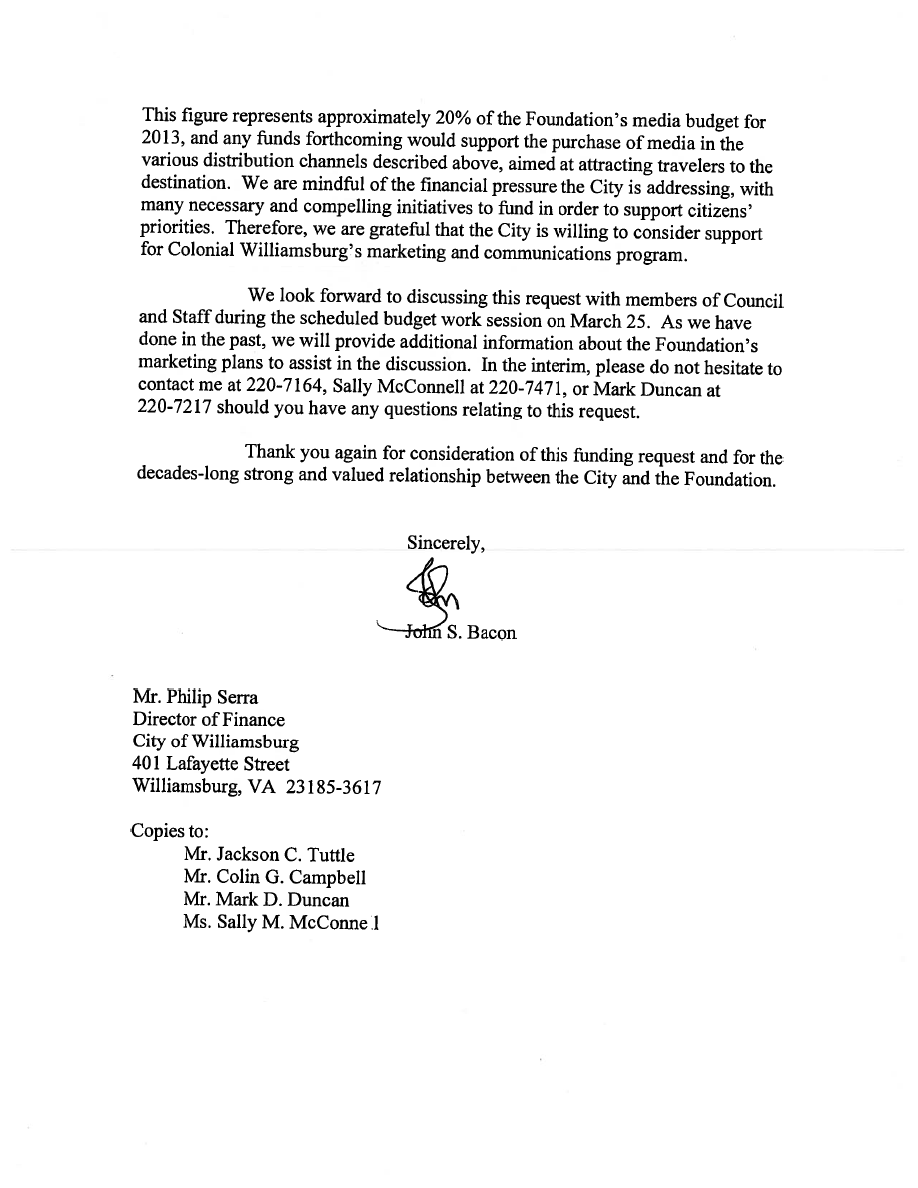 This figure represents approximately 20% of the Foundation's media budget for
2013, and any funds forthcoming would support the purchase of media in the
various distribution channels described above, aimed at attracting travelers to the
destination. We are mindful of the financial pressure the City is addressing, with
many necessary and compelling initiatives to fund in order to support citizens'
priorities. Therefore, we are grateful that the City is willing to consider support
for Colonial Williamsburg's marketing and communications program.
We look forward to discussing this request with members of Council
and Staff during the scheduled budget work session on March 25. As we have
done in the past, we will provide additional information about the Foundation's
marketing plans to assist in the discussion. In the interim, please do not hesitate to
contact me at 220-7164, Sally McConnell at 220-7471, or Mark Duncan at
220-7217 should you have any questions relating to this request.
Thank you again for consideration of this funding request and for the
decades-long strong and valued relationship between the City and the Foundation.
Sincerely,
John
John S. Bacon
Mr. Philip Serra
Director of Finance
City of Williamsburg
401 Lafayette Street
Williamsburg, VA 23185-3617
Copies to:
Mr. Jackson C. Tuttle
Mr. Colin G. Campbell
Mr. Mark D. Duncan
Ms. Sally M. McConnell